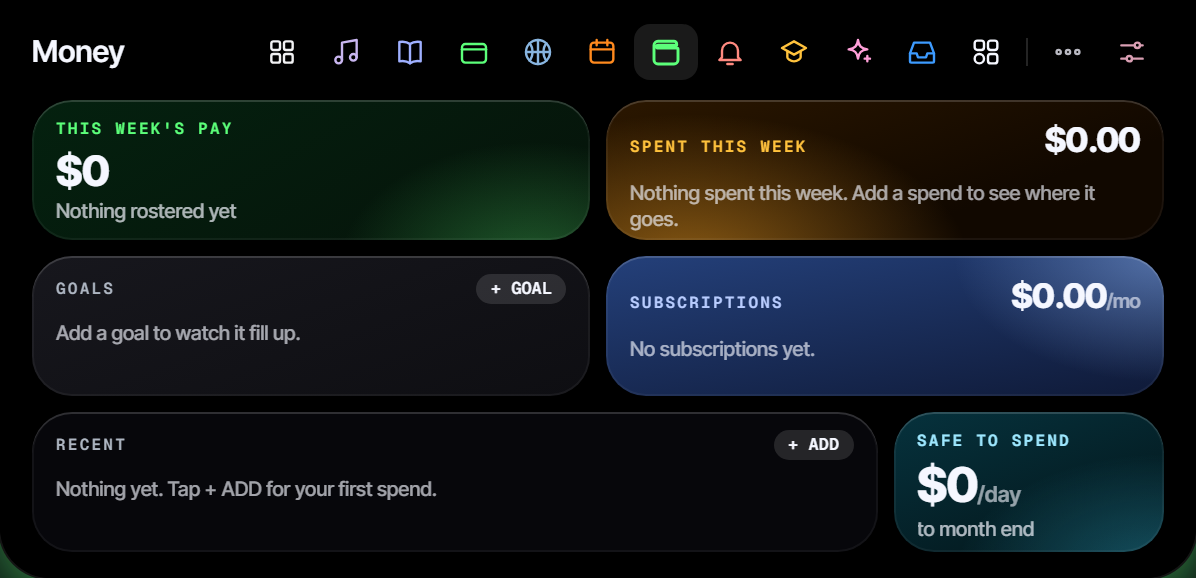 Money
THIS WEEK'S PAY
$0
Nothing rostered yet
SPENT THIS WEEK
$0.00
Nothing spent this week. Add a spend to see where it
goes.
GOALS
+ GOAL
Add a goal to watch it fill up.
SUBSCRIPTIONS
$0.00/mo
No subscriptions yet.
RECENT
+ ADD
Nothing yet. Tap + ADD for your first spend.
SAFE TO SPEND
$0/day
to month end